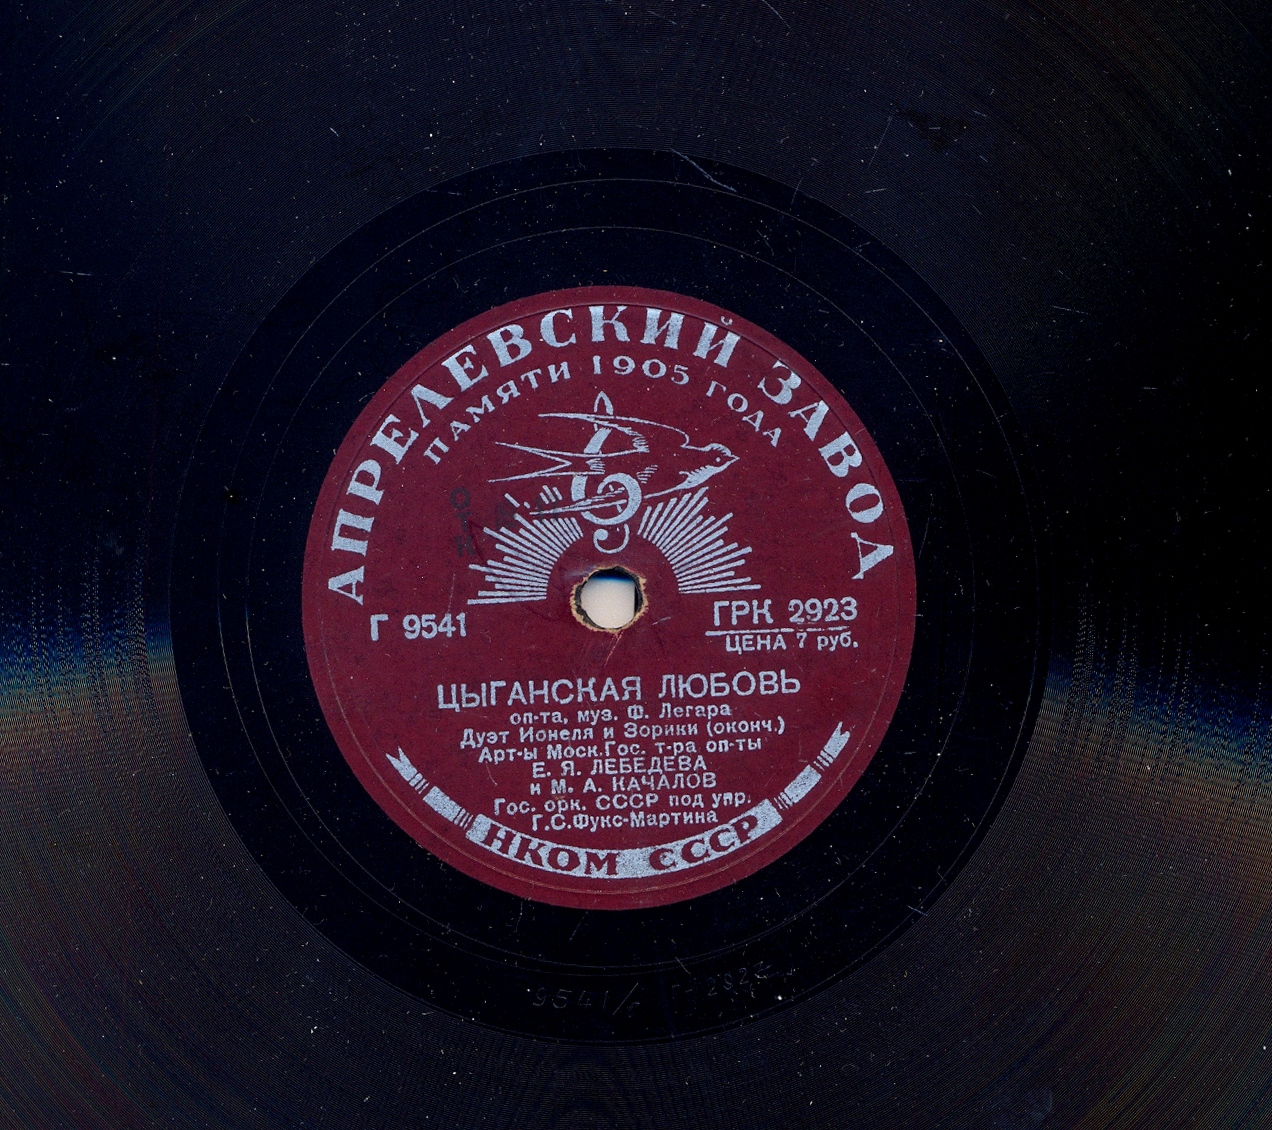 АПРЕЛЕВСКИЙ ЗАВОД
ПАМЯТИ 1905 ГОДА
Г 9541
ГРК 2923
ЦЕНА 7 руб.
ЦЫГАНСКАЯ ЛЮБОВЬ
оп-та, муз. Ф. Легара
Дуэт Ионеля и Зорики (оконч.)
Арт-ы Моск.Гос. т-ра оп-ты
Е. Я. ЛЕБЕДЕВА
и М. А. КАЧАЛОВ
Гос. орк. СССР под упр.
Г.С.Фукс-Мартина
НКОМ СССР
9541/